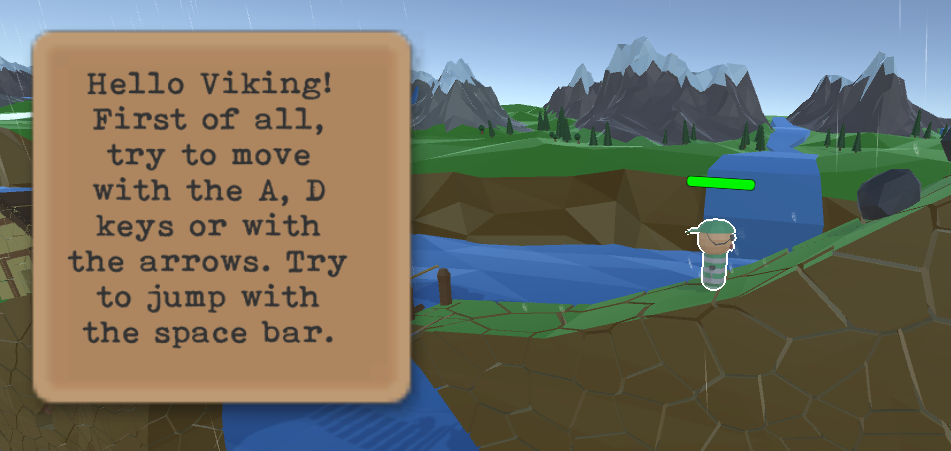 Hello Viking!
First of all,
try to move
with the A, D
keys or with
the arrows. Try
to jump with
the space bar.